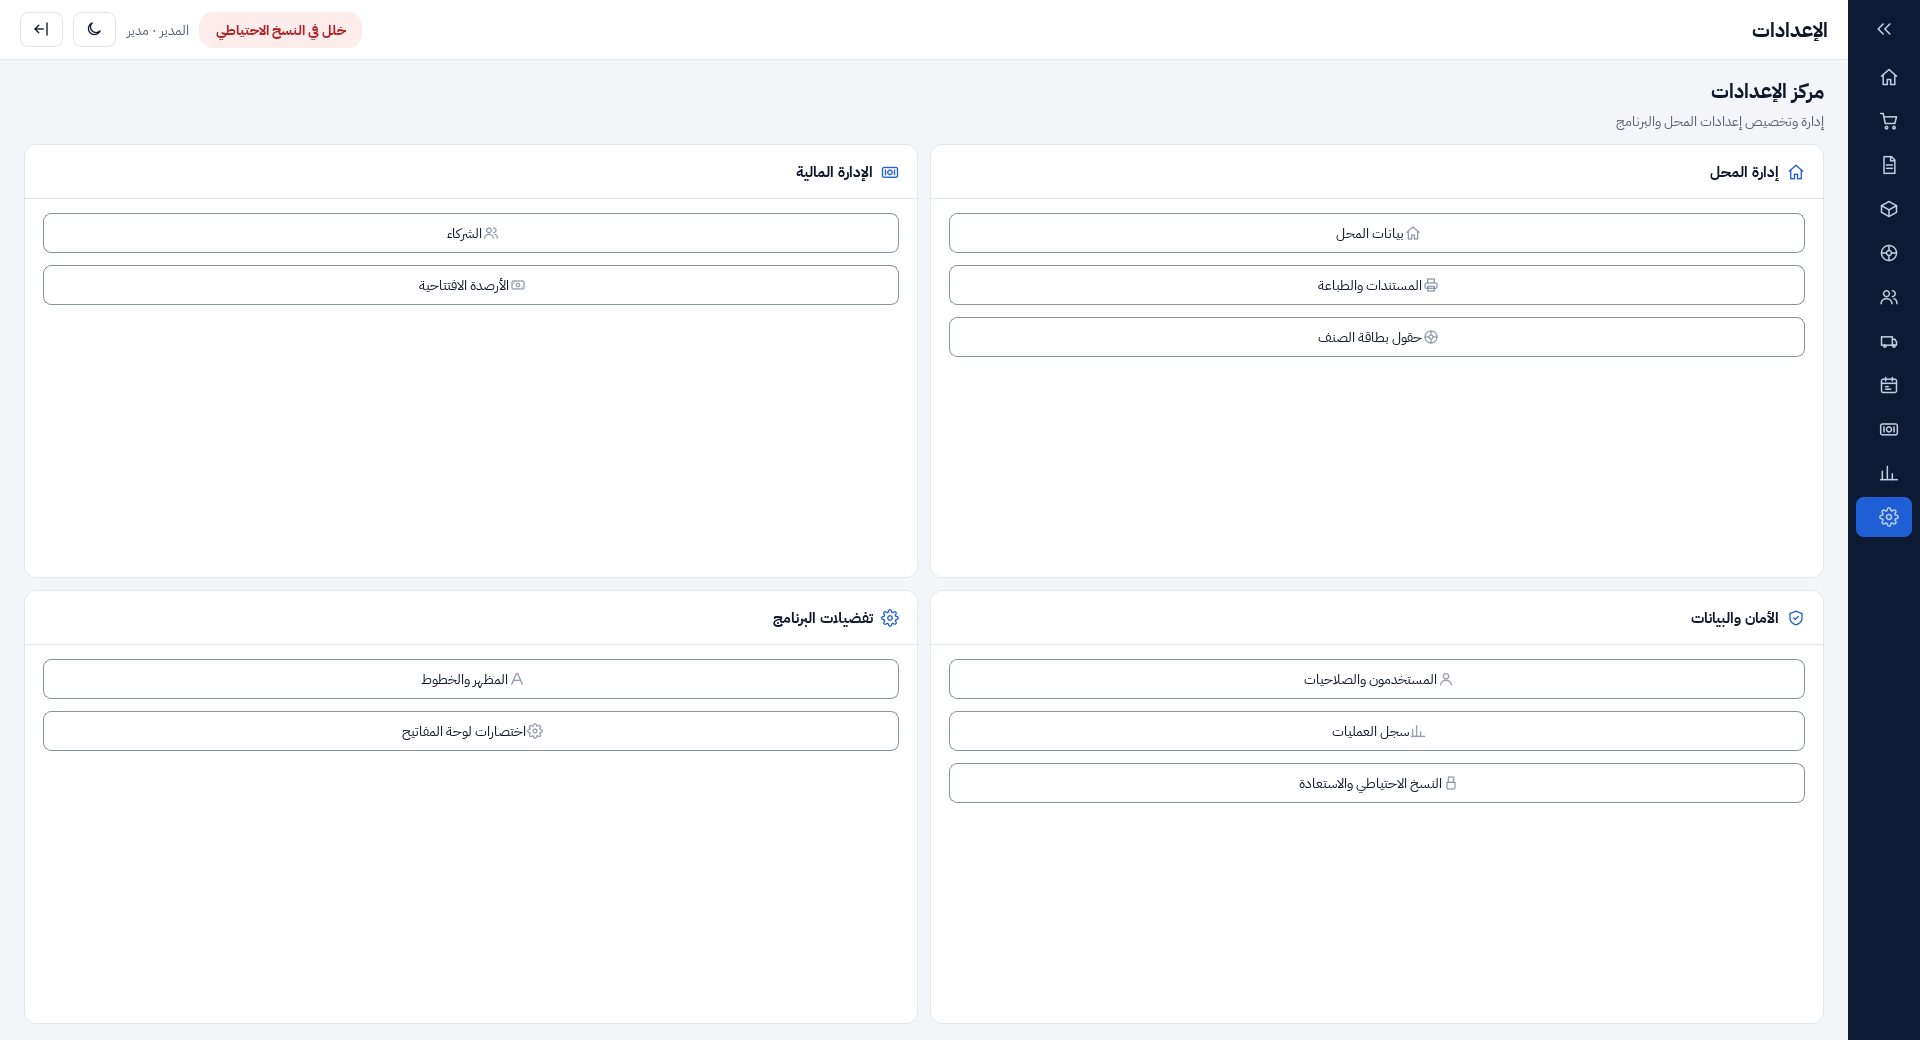 الإعدادات
خلل في النسخ الاحتياطي
المدير · مدير
مركز الإعدادات
إدارة وتخصيص إعدادات المحل والبرنامج
إدارة المحل
بيانات المحل
المستندات والطباعة
حقول بطاقة الصنف
الإدارة المالية
الشركاء
الأرصدة الافتتاحية
الأمان والبيانات
المستخدمون والصلاحيات
سجل العمليات
النسخ الاحتياطي والاستعادة
تفضيلات البرنامج
المظهر والخطوط
اختصارات لوحة المفاتيح